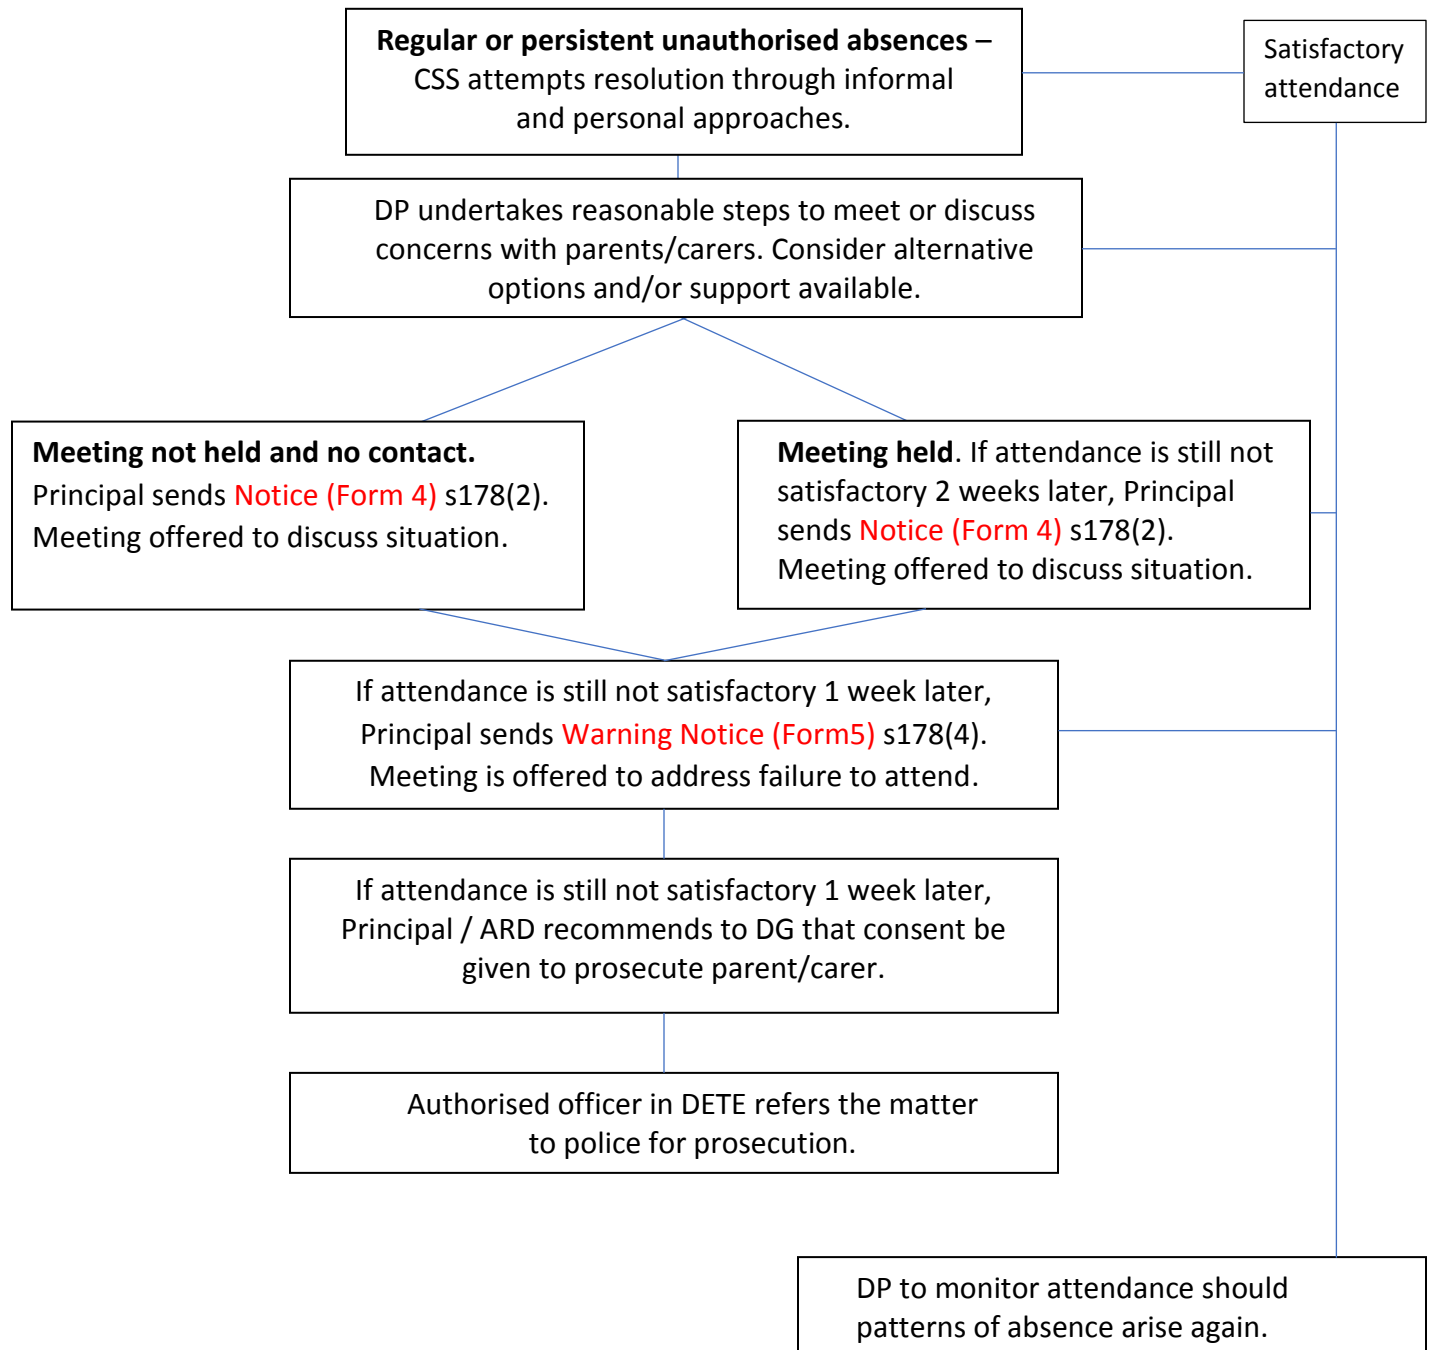 Regular or persistent unauthorised absences –
CSS attempts resolution through informal
and personal approaches.
Satisfactory
attendance
DP undertakes reasonable steps to meet or discuss
concerns with parents/carers. Consider alternative
options and/or support available.
Meeting not held and no contact.
Principal sends Notice (Form 4) s178(2).
Meeting offered to discuss situation.
Meeting held. If attendance is still not
satisfactory 2 weeks later, Principal
sends Notice (Form 4) s178(2).
Meeting offered to discuss situation.
If attendance is still not satisfactory 1 week later,
Principal sends Warning Notice (Form5) s178(4).
Meeting is offered to address failure to attend.
If attendance is still not satisfactory 1 week later,
Principal / ARD recommends to DG that consent be
given to prosecute parent/carer.
Authorised officer in DETE refers the matter
to police for prosecution.
DP to monitor attendance should
patterns of absence arise again.